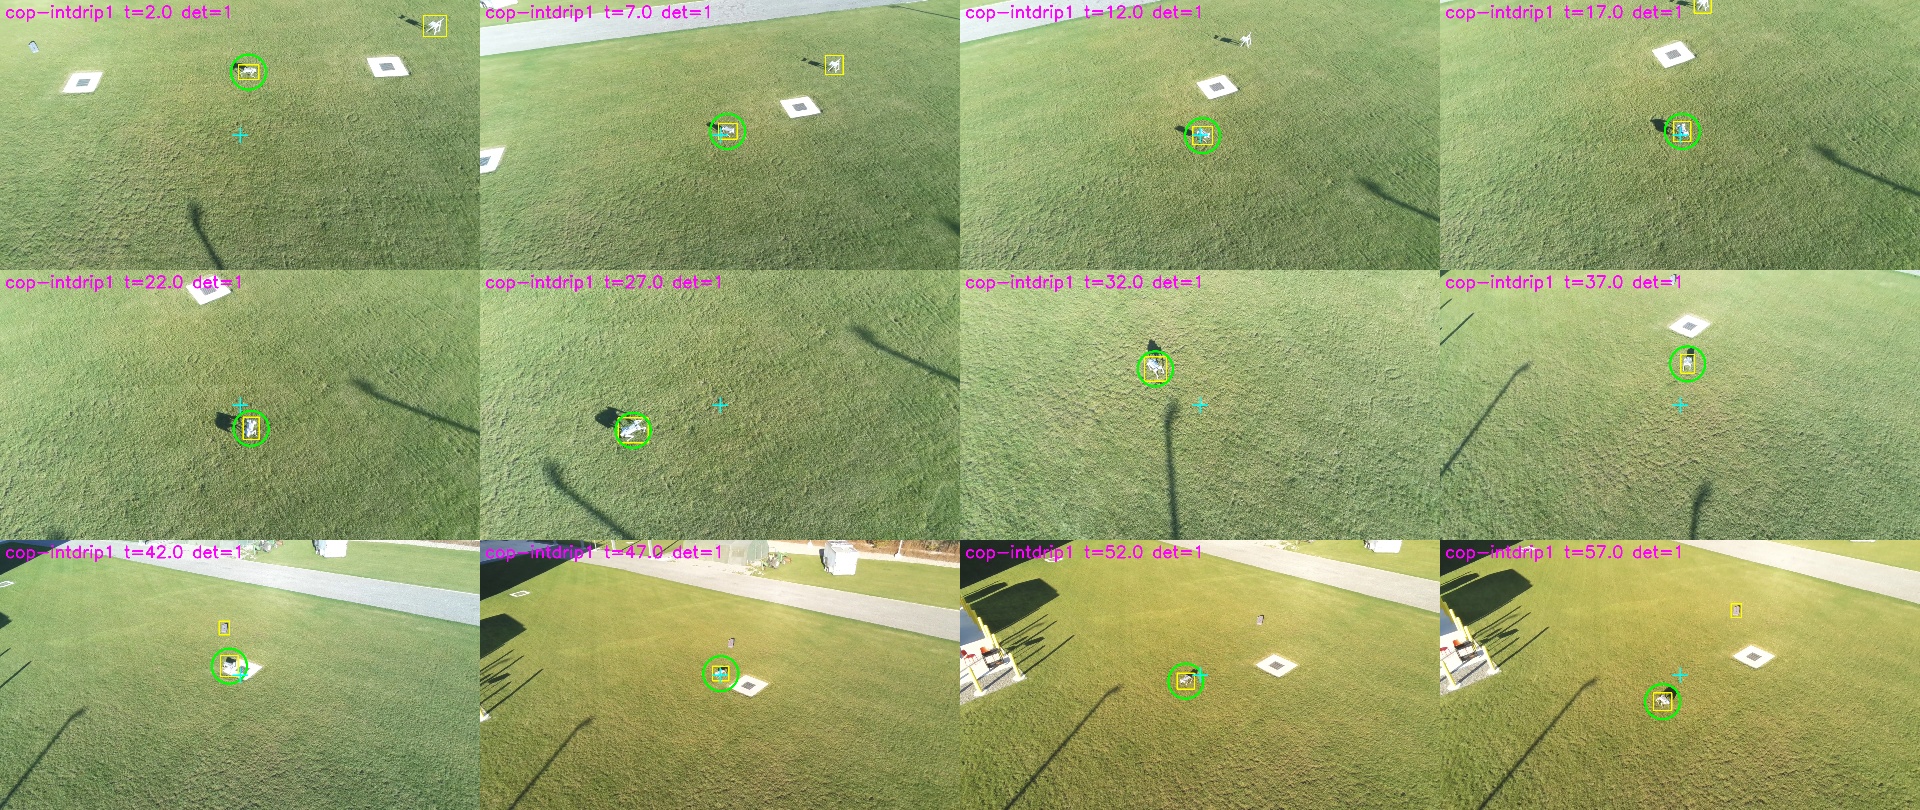 cop-intdrip1 t=2.0 det=1
cop-intdrip1 t=7.0 det=1
cop-intdrip1 t=12.0 det=1
cop-intdrip1 t=17.0 det=1
cop-intdrip1 t=22.0 det=1
cop-intdrip1 t=27.0 det=1
cop-intdrip1 t=32.0 det=1
cop-intdrip1 t=37.0 det=1
cop-intdrip1 t=42.0 det=1
cop-intdrip1 t=47.0 det=1
cop-intdrip1 t=52.0 det=1
cop-intdrip1 t=57.0 det=1